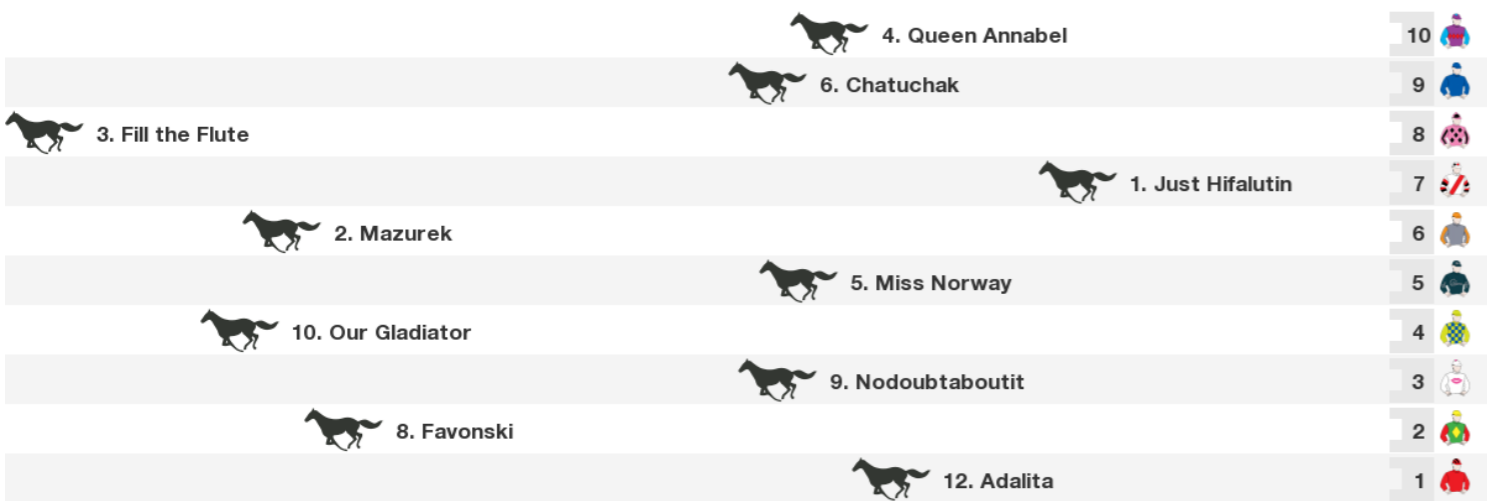 4. Queen Annabel 10
6. Chatuchak 9
3. Fill the Flute 8
1. Just Hifalutin 7
2. Mazurek 6
5. Miss Norway 5
10. Our Gladiator 4
9. Nodoubtaboutit 3
8. Favonski 2
12. Adalita 1